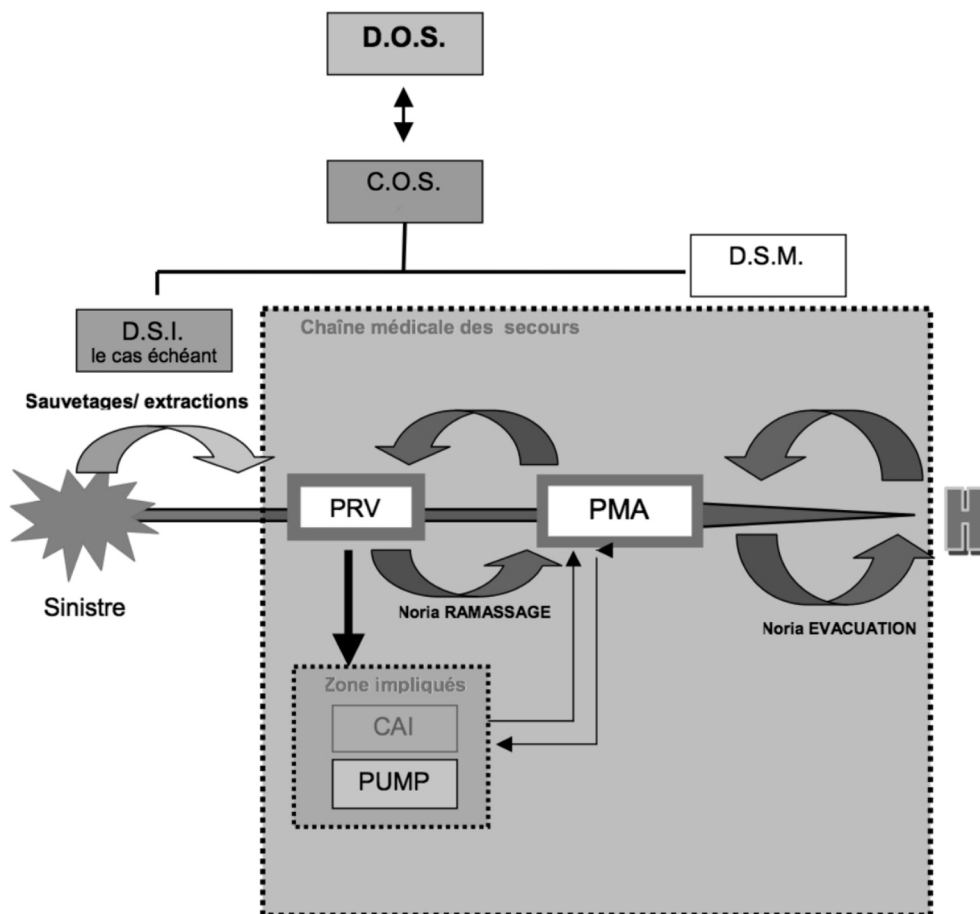 D.O.S.
C.O.S.
D.S.M.
D.S.I.
le cas échéant
Chaîne médicale des secours
Sauvetages/ extractions
PRV
PMA
H
Sinistre
Noria RAMASSAGE
Noria EVACUATION
Zone impliqués
CAI
PUMP